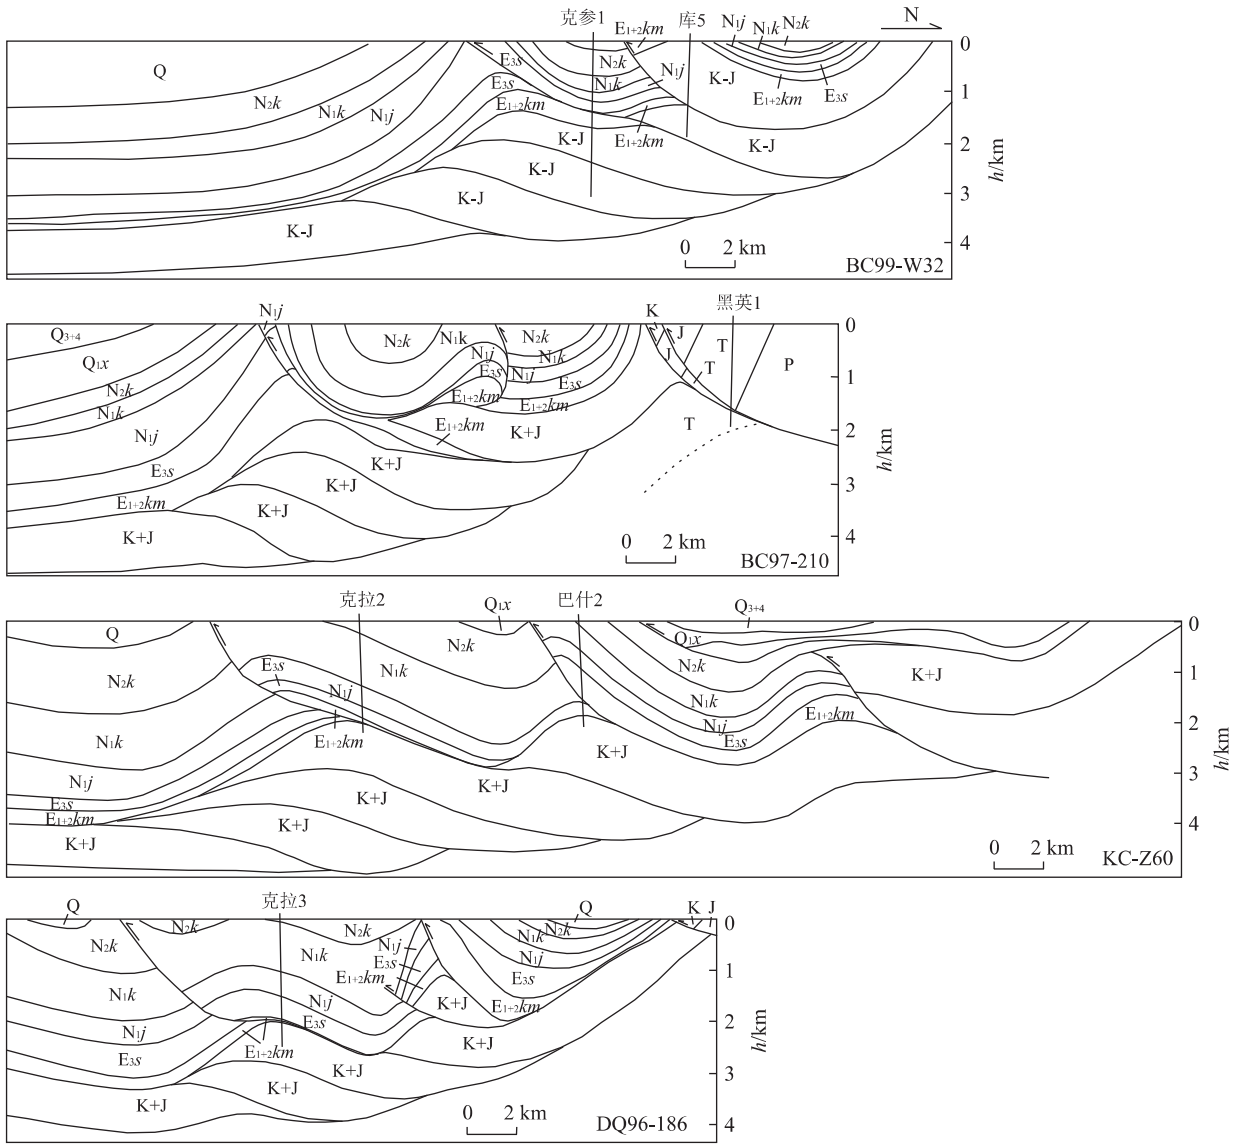 克参1 库5 N
E1+2km N1j N1k N2k
Q E3s N2k N1j K-J 0
N2k E3s N1k E1+2km E3s 1
N1k N1j E1+2km E1+2km
K-J K-J 2
K-J
K-J 3
K-J
0 2 km 4
h/km
BC99-W32
N1j K 黑英1
Q3+4 N2k N1k N2k J T 0
Q1x N1j N1k J T P
N2k E3s N1j E3s 1
N1k E1+2km E1+2km
N1j E1+2km K+J T 2
E3s K+J
E1+2km K+J 3
K+J
K+J 4
0 2 km
h/km
BC97-210
克拉2 Q1x 巴什2 Q3+4
Q N2k Q1x 0
E3s N1k N2k K+J 1
N2k N1j N1k E1+2km
N1k E1+2km N1j 2
E3s
N1j K+J K+J 3
E3s K+J
E1+2km K+J 4
K+J
0 2 km
h/km
KC-Z60
Q 克拉3 Q K J
N2k N2k N2k 0
N2k N1k N1j N1k
E3s N1j 1
N1k E1+2km E3s
N1j K+J E1+2km
N1j E3s 2
E3s E1+2km K+J
K+J 3
K+J K+J
0 2 km 4
h/km
DQ96-186